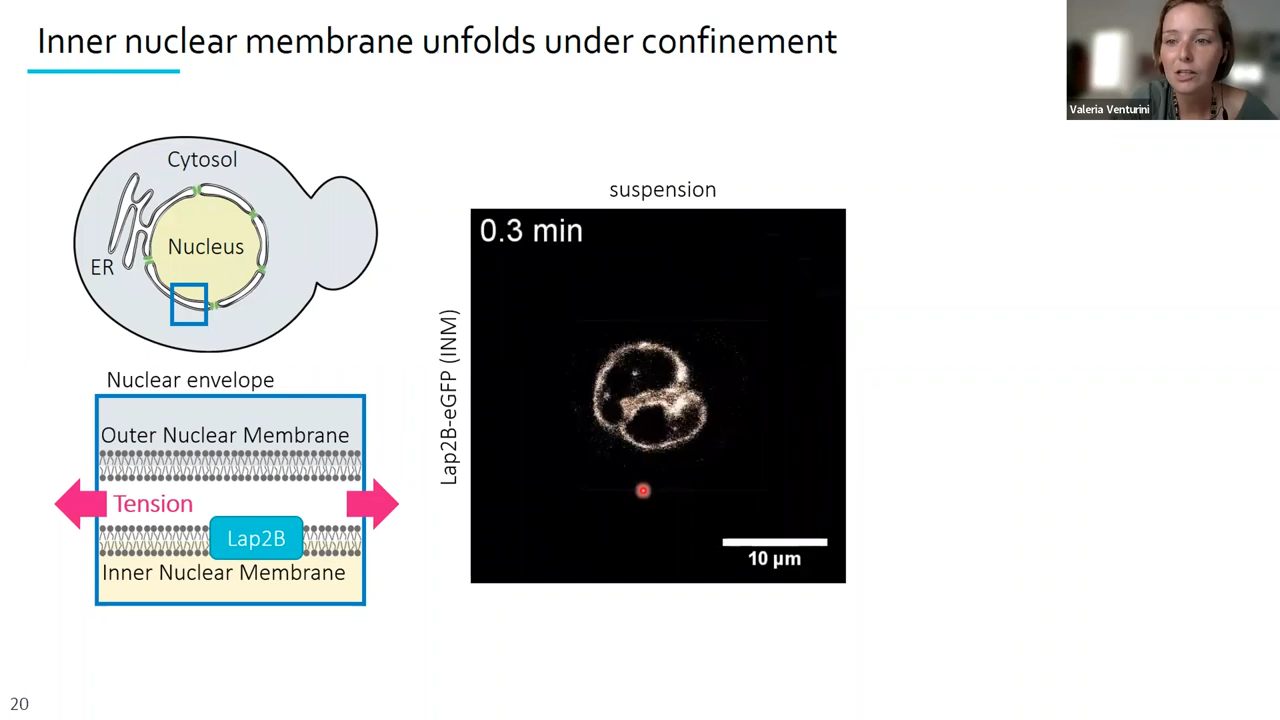 Inner nuclear membrane unfolds under confinement
Valeria Venturini
Cytosol
Nucleus
ER
Nuclear envelope
Outer Nuclear Membrane
Tension
Lap2B
Inner Nuclear Membrane
suspension
Lap2B-eGFP (INM)
0.3 min
10 µm
20